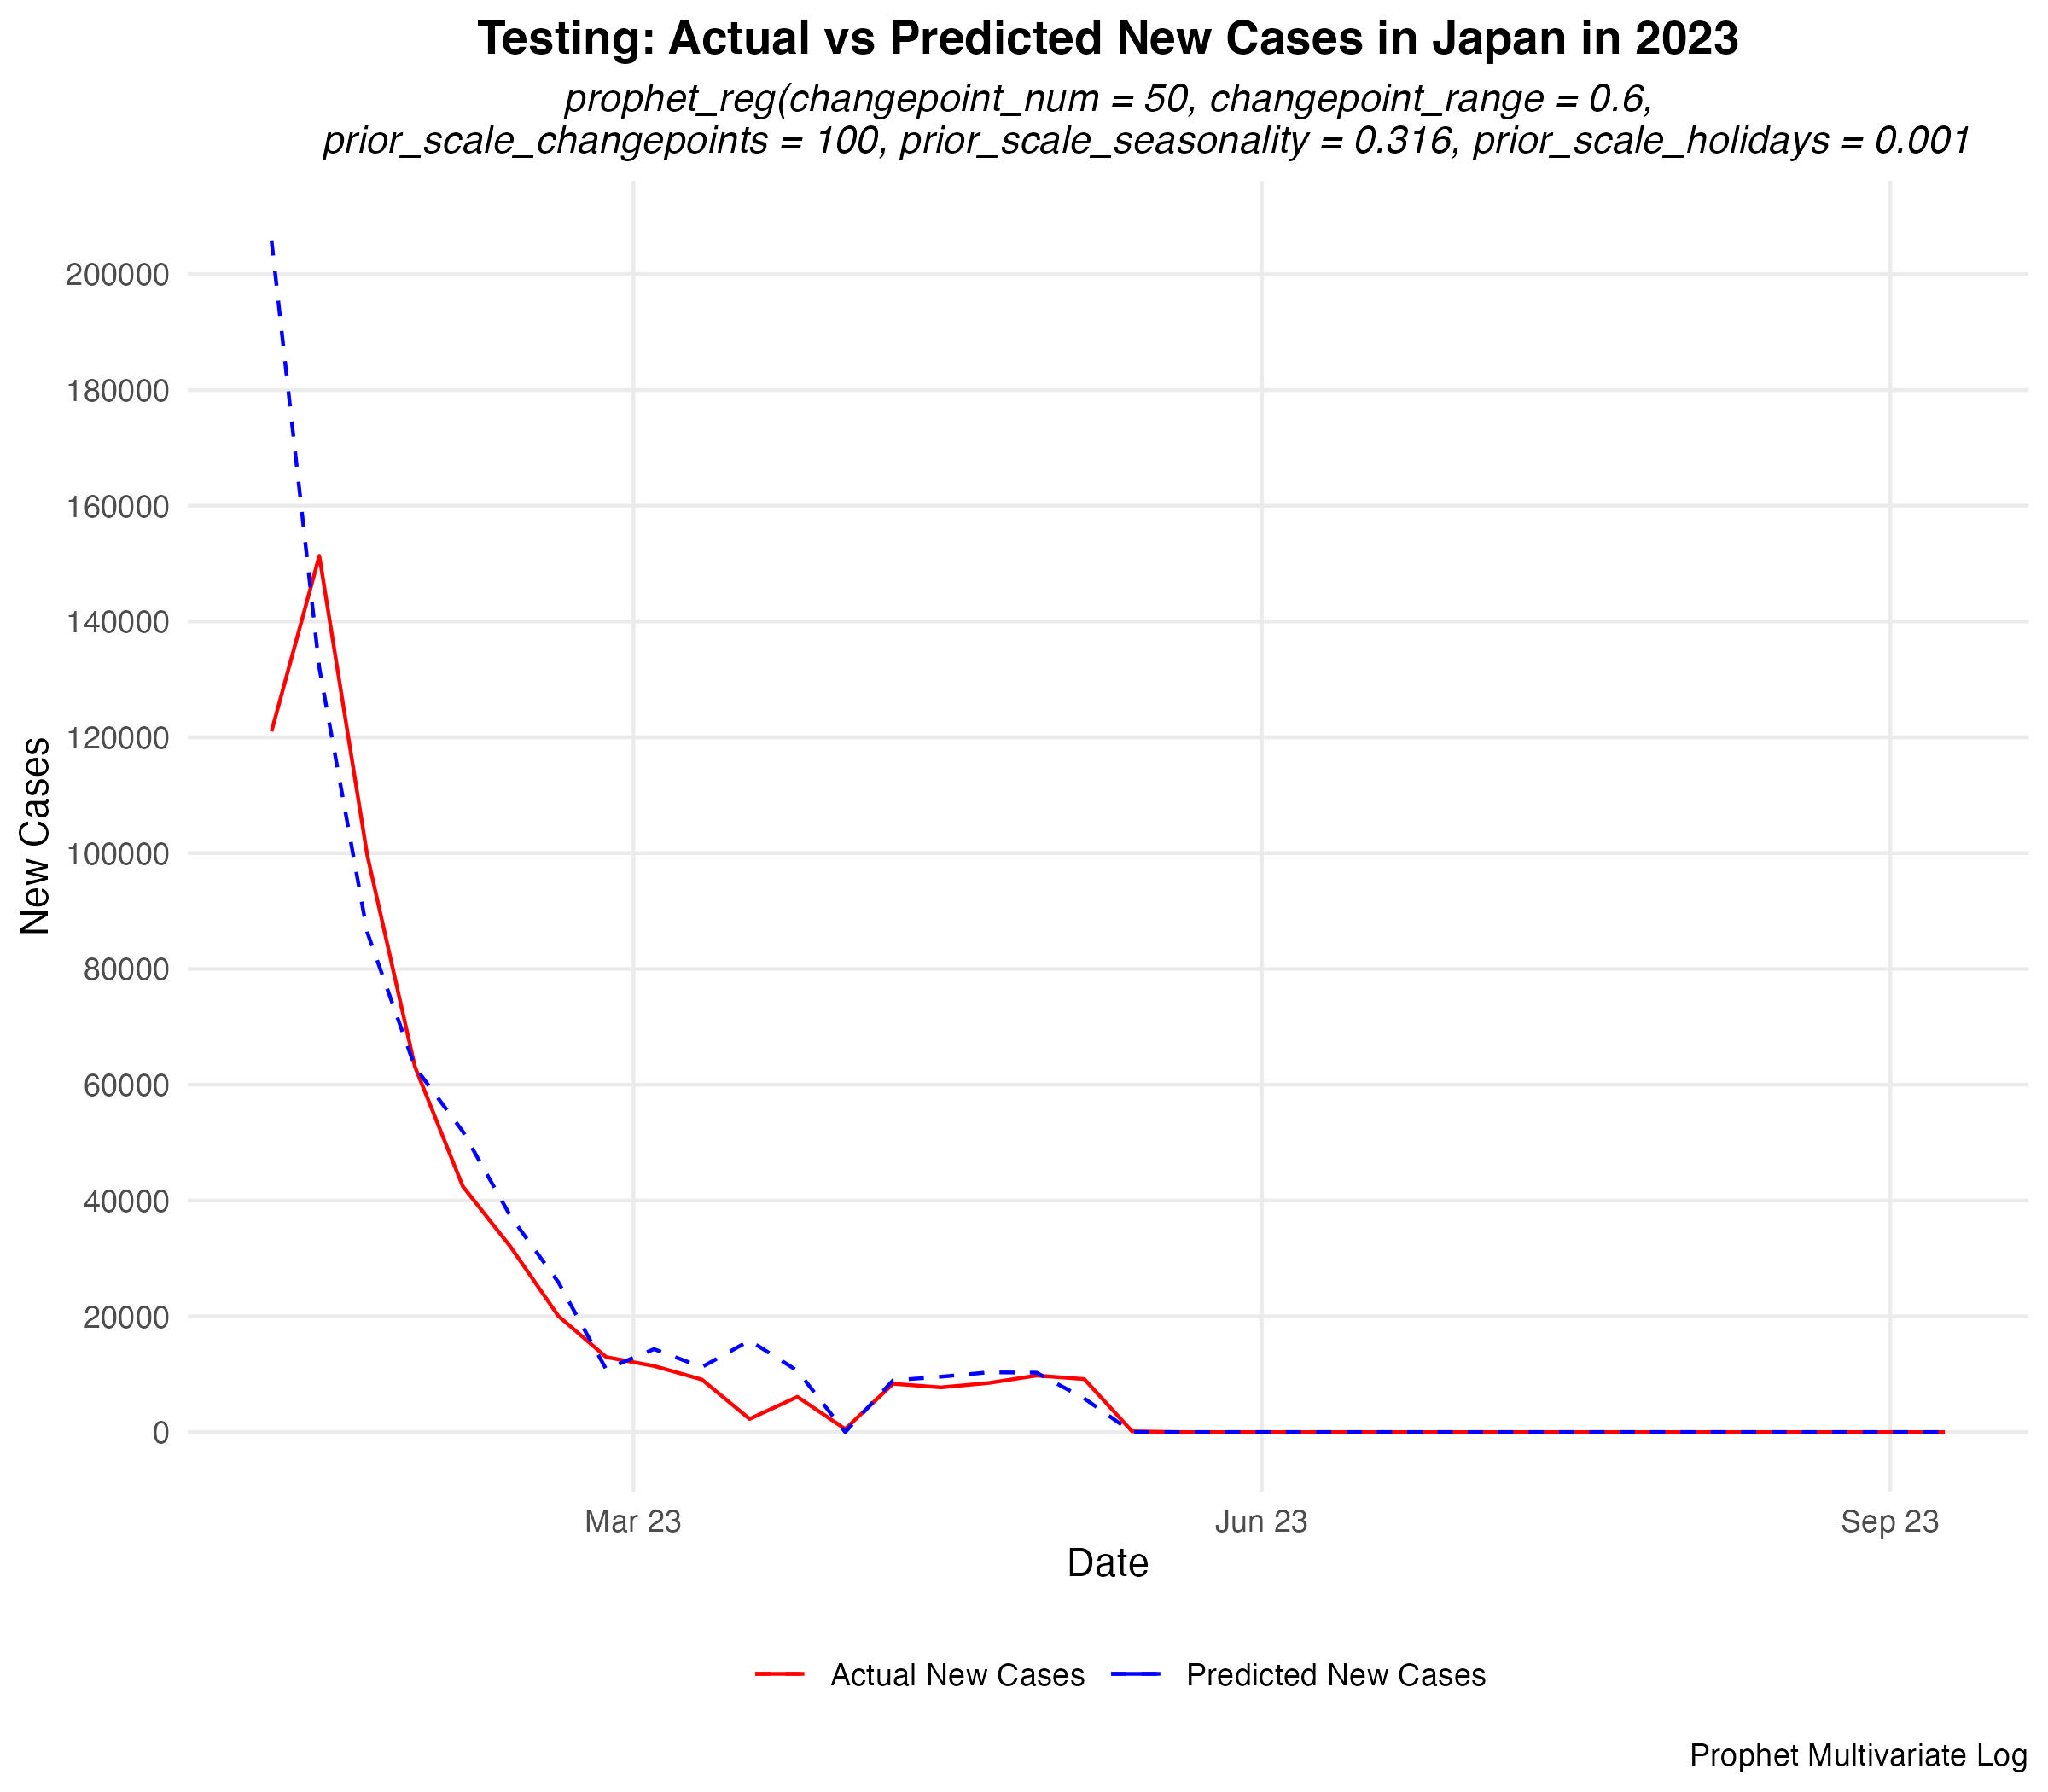 Testing: Actual vs Predicted New Cases in Japan in 2023
prophet_reg(changepoint_num = 50, changepoint_range = 0.6,
prior_scale_changepoints = 100, prior_scale_seasonality = 0.316, prior_scale_holidays = 0.001
New Cases
200000
180000
160000
140000
120000
100000
80000
60000
40000
20000
0
Mar 23 Jun 23 Sep 23
Date
Actual New Cases Predicted New Cases
Prophet Multivariate Log